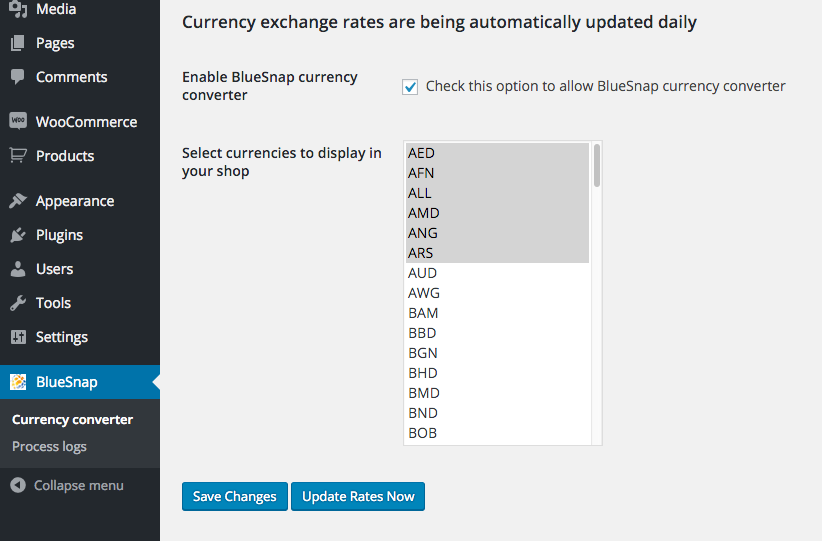 Media
Pages
Comments
WOO
WooCommerce
Products
Appearance
Plugins
Users
Tools
Settings
BlueSnap
Currency converter
Process logs
Collapse menu
Currency exchange rates are being automatically updated daily
Enable BlueSnap currency
converter
Check this option to allow BlueSnap currency converter
Select currencies to display in
your shop
AED
AFN
ALL
AMD
ANG
ARS
AUD
AWG
BAM
BBD
BGN
BHD
BMD
BND
BOB
Save Changes
Update Rates Now